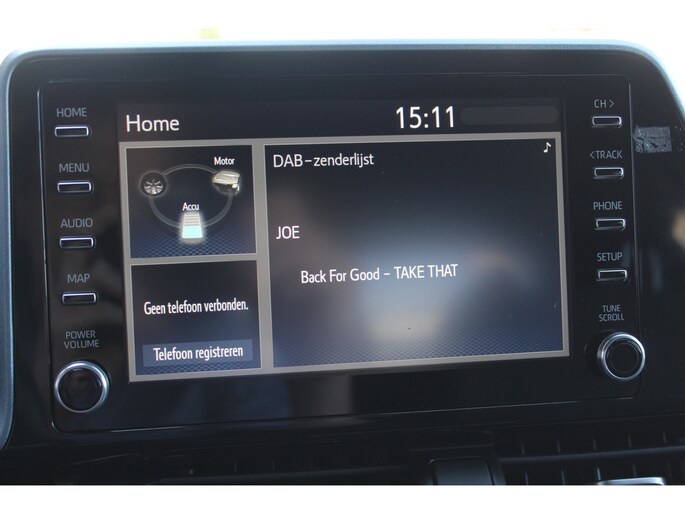 Home
15:11
HOME
MENU
AUDIO
MAP
POWER
VOLUME
Motor
Accu
Geen telefoon verbonden.
Telefoon registreren
DAB-zenderlijst
♪
JOE
Back For Good - TAKE THAT
CH >
<TRACK
PHONE
SETUP
TUNE
SCROLL